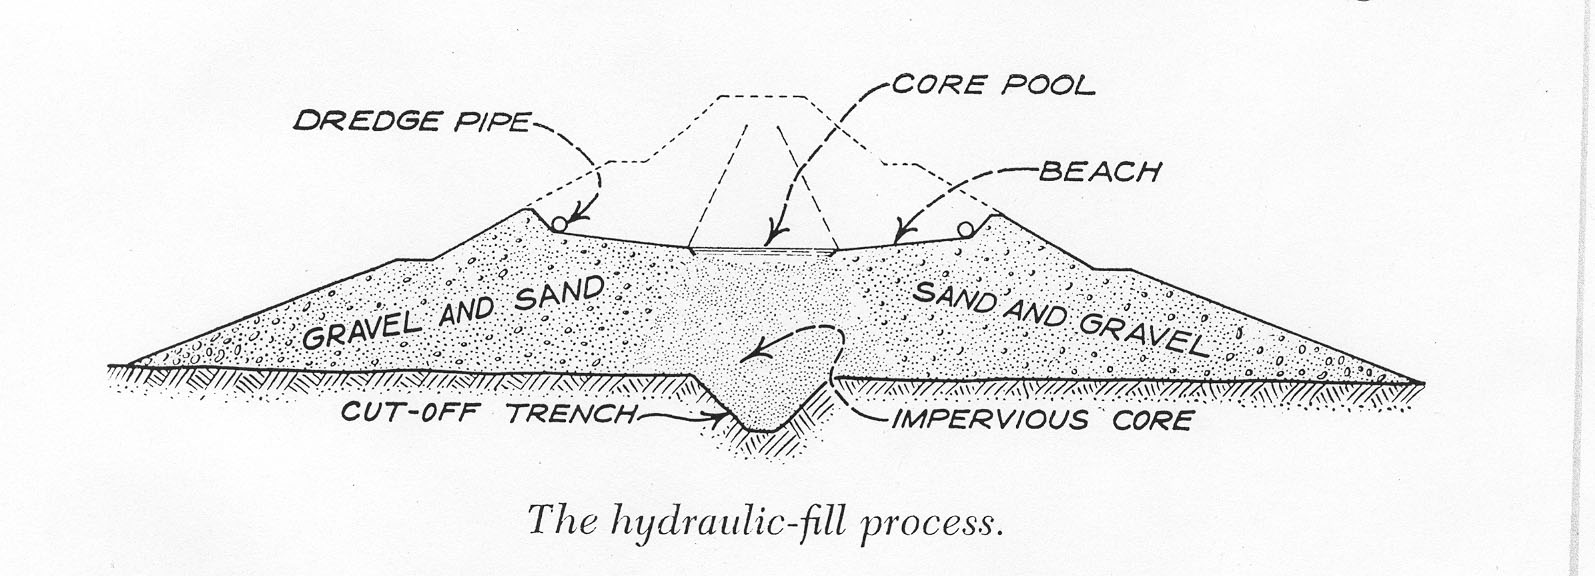 CORE POOL
DREDGE PIPE
BEACH
GRAVEL AND SAND
SAND AND GRAVEL
CUT-OFF TRENCH
IMPERVIOUS CORE
The hydraulic-fill process.